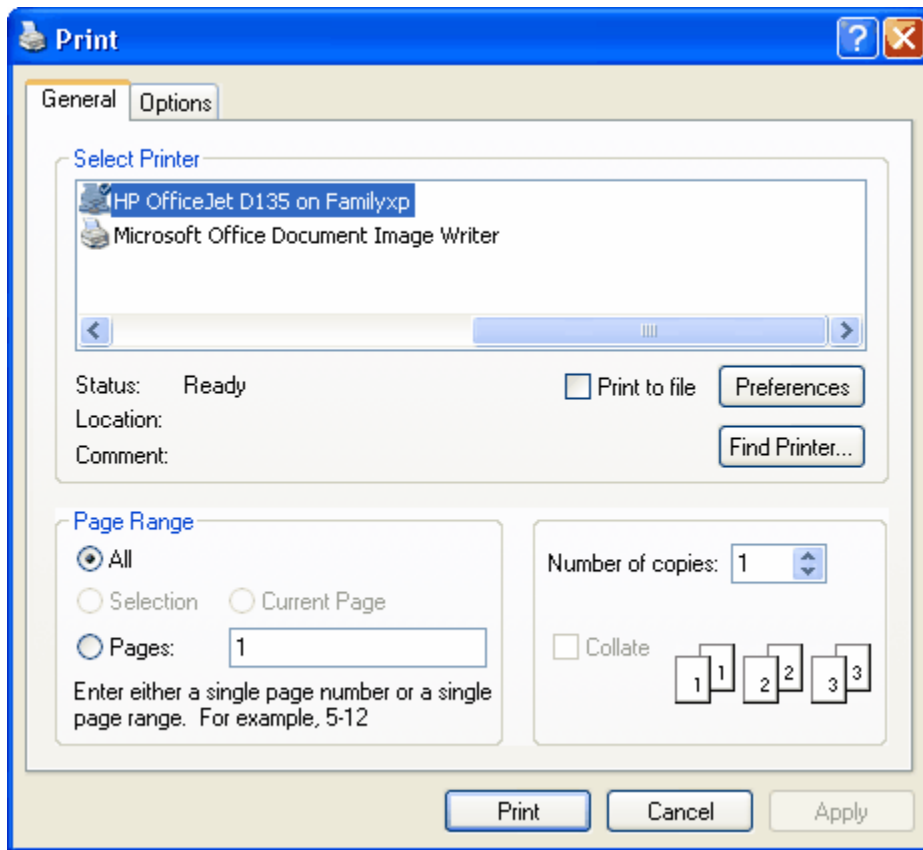 Print
General Options
Select Printer
HP OfficeJet D135 on Familyxp
Microsoft Office Document Image Writer
Status: Ready
Print to file
Preferences
Location:
Comment:
Find Printer...
Page Range
All
Selection Current Page
Pages: 1
Enter either a single page number or a single
page range. For example, 5-12
Number of copies: 1
Collate
1 1 2 2 3 3
Print Cancel Apply